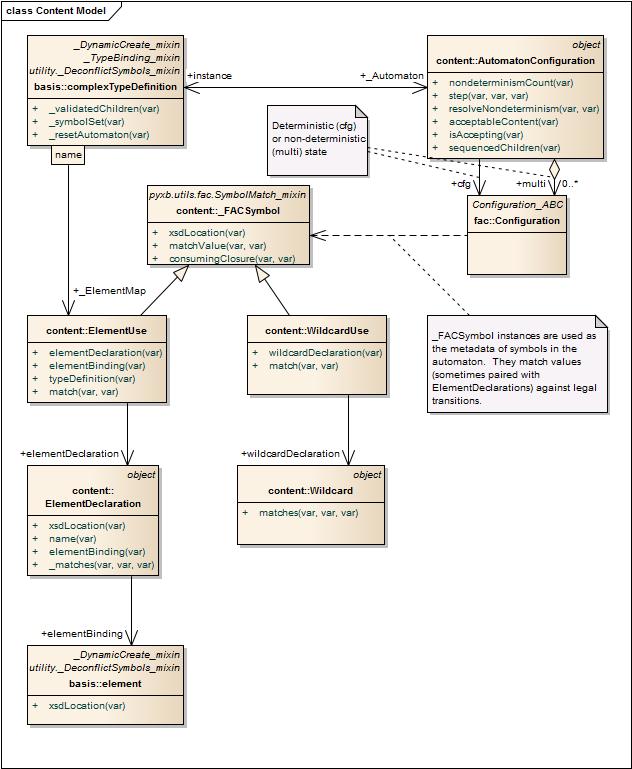 class Content Model
_DynamicCreate_mixin
_TypeBinding_mixin
utility._DeconflictSymbols_mixin
basis::complexTypeDefinition
+ _validatedChildren(var)
+ _symbolSet(var)
+ _resetAutomaton(var)
name
+instance
+_Automaton
object
content::AutomatonConfiguration
+ nondeterminismCount(var)
+ step(var, var, var)
+ resolveNondeterminism(var, var)
+ acceptableContent(var)
+ isAccepting(var)
+ sequencedChildren(var)
Deterministic (cfg)
or non-deterministic
(multi) state
+cfg
+multi
0..*
Configuration_ABC
fac::Configuration
pyxb.utils.fac.SymbolMatch_mixin
content::_FACSymbol
+ xsdLocation(var)
+ matchValue(var, var)
+ consumingClosure(var, var)
+_ElementMap
content::ElementUse
+ elementDeclaration(var)
+ elementBinding(var)
+ typeDefinition(var)
+ match(var, var)
content::WildcardUse
+ wildcardDeclaration(var)
+ match(var, var)
_FACSymbol instances are used as
the metadata of symbols in the
automaton. They match values
(sometimes paired with
ElementDeclarations) against legal
transitions.
+elementDeclaration
+wildcardDeclaration
object
content::
ElementDeclaration
+ xsdLocation(var)
+ name(var)
+ elementBinding(var)
+ _matches(var, var, var)
object
content::Wildcard
+ matches(var, var, var)
+elementBinding
_DynamicCreate_mixin
utility._DeconflictSymbols_mixin
basis::element
+ xsdLocation(var)